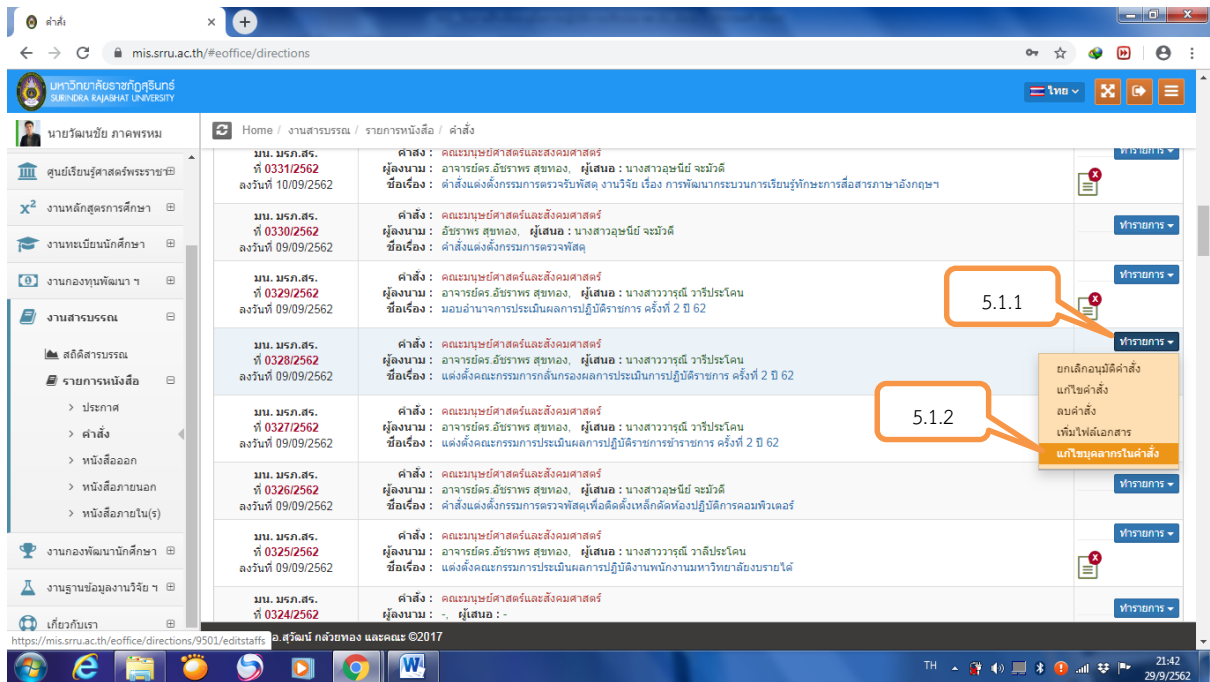 คำสั่ง
mis.srru.ac.th/#eoffice/directions
มหาวิทยาลัยราชภัฏสุรินทร์
SURINDRA RAJABHAT UNIVERSITY
ไทย
นายวัฒนชัย ภาคพรหม
Home / งานสารบรรณ / รายการหนังสือ / คำสั่ง
ศูนย์เรียนรู้ศาสตร์พระราชา
งานหลักสูตรการศึกษา
งานทะเบียนนักศึกษา
งานกองทุนพัฒนา ฯ
งานสารบรรณ
สถิติสารบรรณ
รายการหนังสือ
ประกาศ
คำสั่ง
หนังสือออก
หนังสือภายนอก
หนังสือภายใน(ร)
งานกองพัฒนานักศึกษา
งานฐานข้อมูลงานวิจัย ฯ
เกี่ยวกับเรา
มน. มรภ.สร. คำสั่ง : คณะมนุษย์ศาสตร์และสังคมศาสตร์ ทำรายการ
ที่ 0331/2562 ผู้ลงนาม : อาจารย์ดร.อัชราพร สุขทอง, ผู้เสนอ : นางสาวอุษนีย์ จะมัวดี
ลงวันที่ 10/09/2562 ชื่อเรื่อง : คำสั่งแต่งตั้งกรรมการตรวจรับพัสดุ งานวิจัย เรื่อง การพัฒนากระบวนการเรียนรู้ทักษะการสื่อสารภาษาอังกฤษฯ
มน. มรภ.สร. คำสั่ง : คณะมนุษย์ศาสตร์และสังคมศาสตร์ ทำรายการ
ที่ 0330/2562 ผู้ลงนาม : อัชราพร สุขทอง, ผู้เสนอ : นางสาวอุษนีย์ จะมัวดี
ลงวันที่ 09/09/2562 ชื่อเรื่อง : คำสั่งแต่งตั้งกรรมการตรวจพัสดุ
มน. มรภ.สร. คำสั่ง : คณะมนุษย์ศาสตร์และสังคมศาสตร์ ทำรายการ
ที่ 0329/2562 ผู้ลงนาม : อาจารย์ดร.อัชราพร สุขทอง, ผู้เสนอ : นางสาววารุณี วารีประโคน
ลงวันที่ 09/09/2562 ชื่อเรื่อง : มอบอำนาจการประเมินผลการปฏิบัติราชการ ครั้งที่ 2 ปี 62
5.1.1
มน. มรภ.สร. คำสั่ง : คณะมนุษย์ศาสตร์และสังคมศาสตร์ ทำรายการ
ที่ 0328/2562 ผู้ลงนาม : อาจารย์ดร.อัชราพร สุขทอง, ผู้เสนอ : นางสาววารุณี วารีประโคน
ลงวันที่ 09/09/2562 ชื่อเรื่อง : แต่งตั้งคณะกรรมการกลั่นกรองผลการประเมินการปฏิบัติราชการ ครั้งที่ 2 ปี 62
ยกเลิกอนุมัติคำสั่ง
แก้ไขคำสั่ง
ลบคำสั่ง
เพิ่มไฟล์เอกสาร
แก้ไขบุคลากรในคำสั่ง
5.1.2
มน. มรภ.สร. คำสั่ง : คณะมนุษย์ศาสตร์และสังคมศาสตร์
ที่ 0327/2562 ผู้ลงนาม : อาจารย์ดร.อัชราพร สุขทอง, ผู้เสนอ : นางสาววารุณี วารีประโคน
ลงวันที่ 09/09/2562 ชื่อเรื่อง : แต่งตั้งคณะกรรมการประเมินผลการปฏิบัติราชการข้าราชการ ครั้งที่ 2 ปี 62
มน. มรภ.สร. คำสั่ง : คณะมนุษย์ศาสตร์และสังคมศาสตร์ ทำรายการ
ที่ 0326/2562 ผู้ลงนาม : อาจารย์ดร.อัชราพร สุขทอง, ผู้เสนอ : นางสาวอุษนีย์ จะมัวดี
ลงวันที่ 09/09/2562 ชื่อเรื่อง : คำสั่งแต่งตั้งกรรมการตรวจพัสดุเพื่อติดตั้งเหล็กดัดห้องปฏิบัติการคอมพิวเตอร์
มน. มรภ.สร. คำสั่ง : คณะมนุษย์ศาสตร์และสังคมศาสตร์ ทำรายการ
ที่ 0325/2562 ผู้ลงนาม : อาจารย์ดร.อัชราพร สุขทอง, ผู้เสนอ : นางสาววารุณี วาลีประโคน
ลงวันที่ 09/09/2562 ชื่อเรื่อง : แต่งตั้งคณะกรรมการประเมินผลการปฏิบัติงานพนักงานมหาวิทาลัยงบรายได้
มน. มรภ.สร. คำสั่ง : คณะมนุษย์ศาสตร์และสังคมศาสตร์ ทำรายการ
ที่ 0324/2562 ผู้ลงนาม : -, ผู้เสนอ : -
https://mis.srru.ac.th/eoffice/directions/9501/editstaffs
อ.สุวัฒน์ กล้วยทอง และคณะ ©2017
TH
21:42
29/9/2562